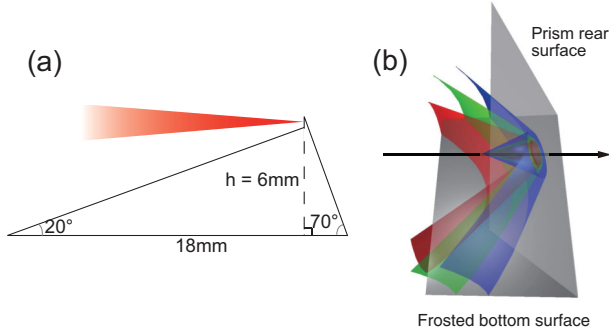 (a)
h = 6mm
20°
70°
18mm
(b)
Prism rear
surface
Frosted bottom surface